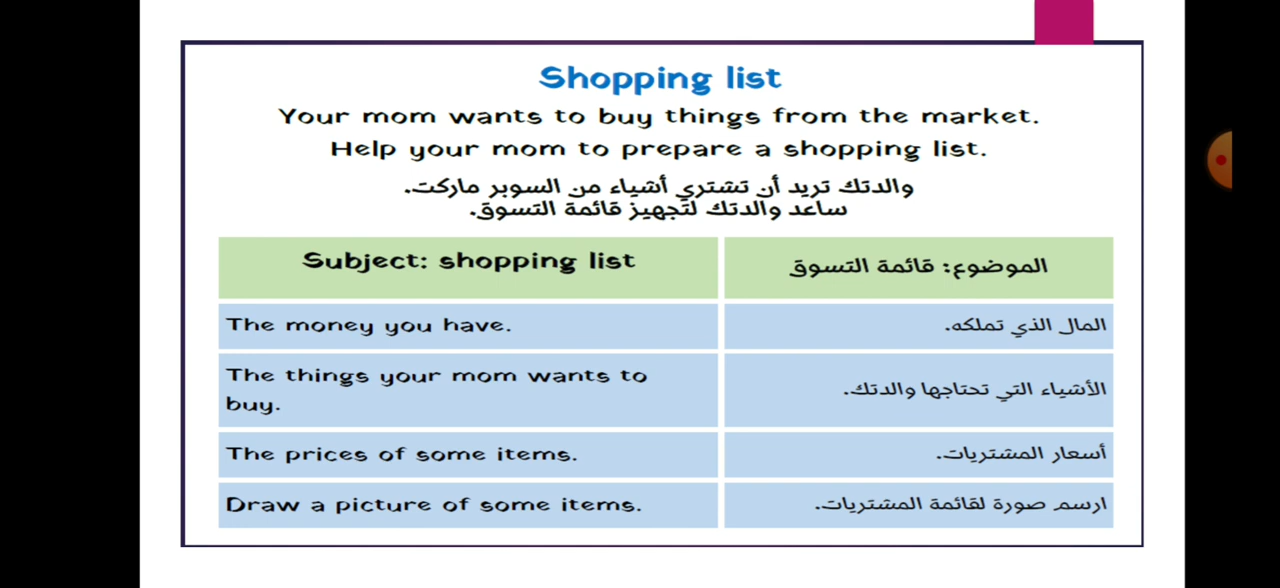 Shopping list
Your mom wants to buy things from the market.
Help your mom to prepare a shopping list.
والدتك تريد أن تشتري أشياء من السوبر ماركت.
ساعد والدتك لتجهيز قائمة التسوق.
Subject: shopping list
الموضوع: قائمة التسوق
The money you have.
المال الذي تملكه.
The things your mom wants to
buy.
الأشياء التي تحتاجها والدتك.
The prices of some items.
أسعار المشتريات.
Draw a picture of some items.
ارسم صورة لقائمة المشتريات.